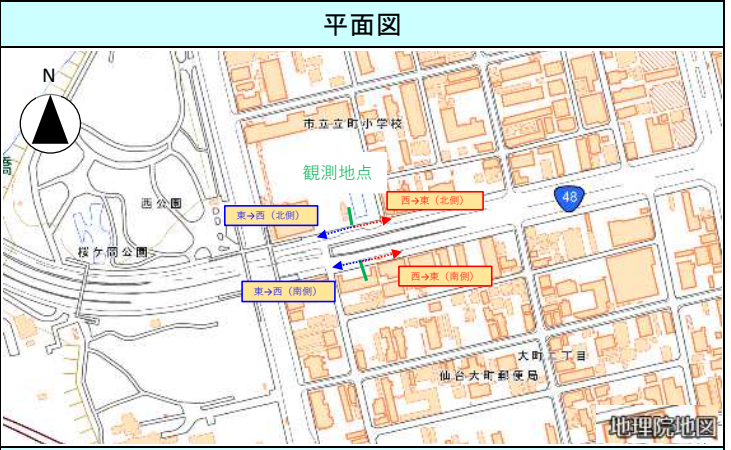 平面図
N
市立立町小学校
橋
観測地点
西→東（北側）
48
西公園
東→西（北側）
桜ケ岡公園
西→東（南側）
東→西（南側）
大町二丁目
仙台大町郵便局
地理院地図